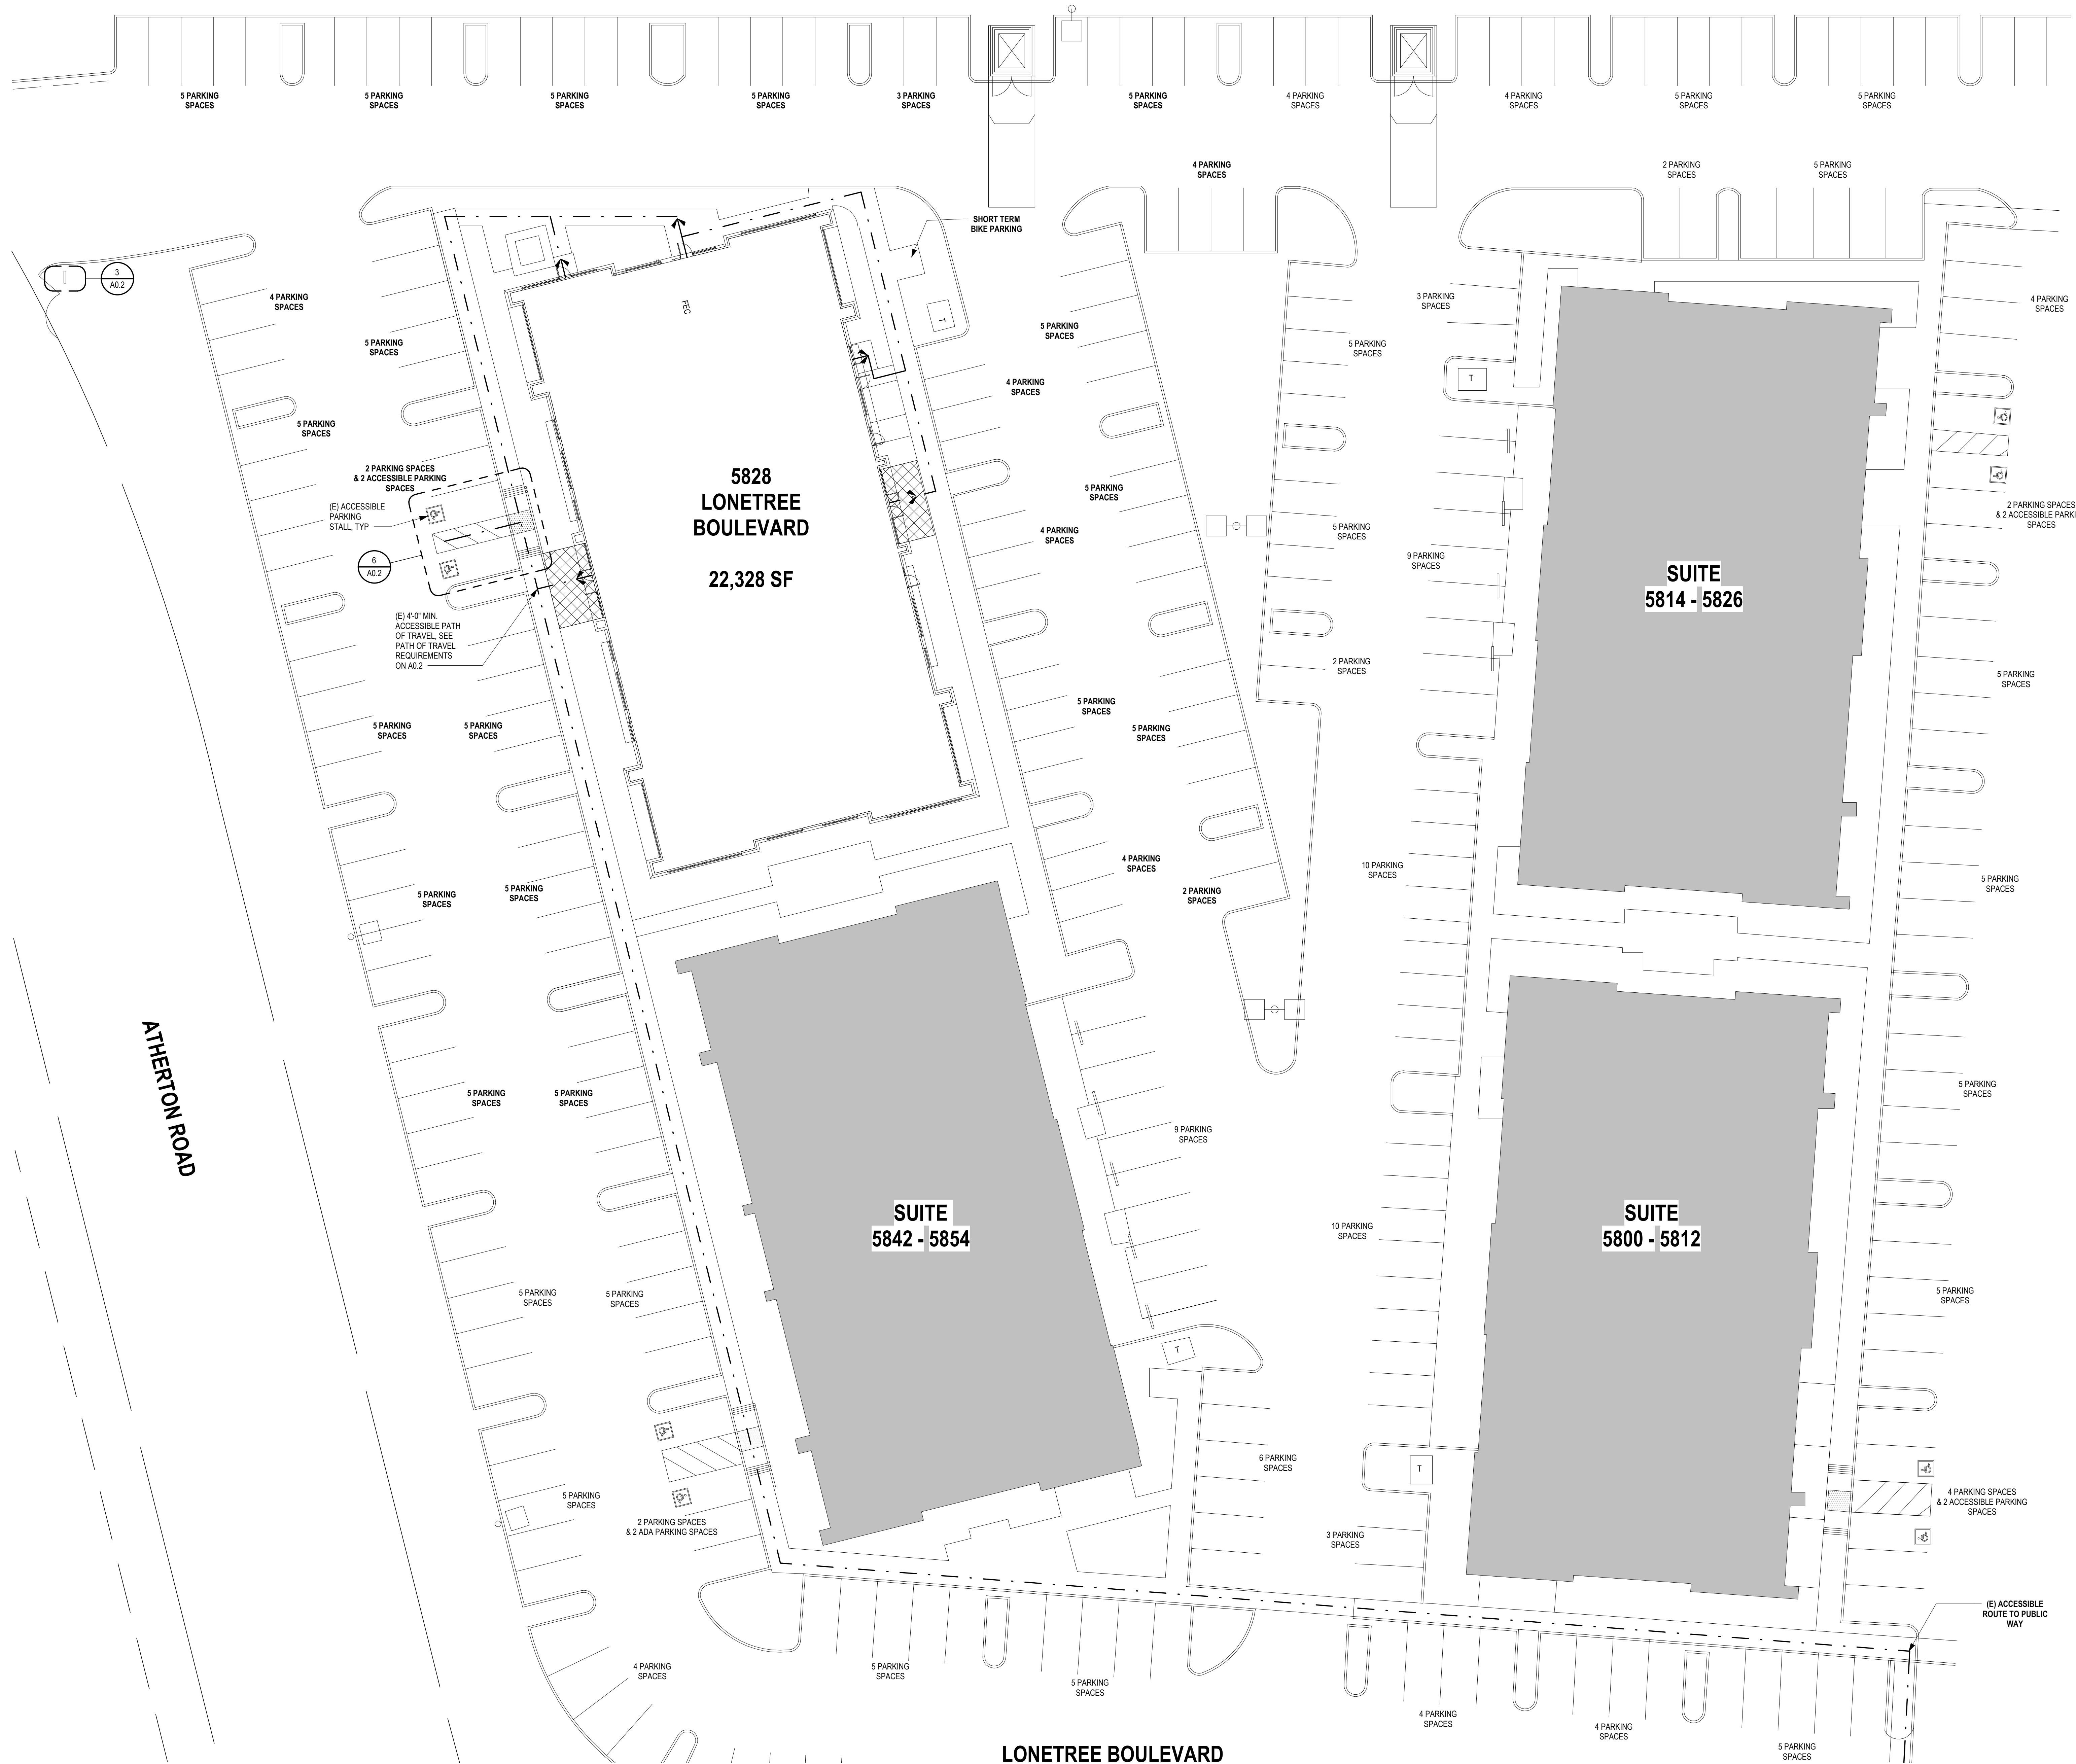 5 PARKING
SPACES
5 PARKING
SPACES
5 PARKING
SPACES
5 PARKING
SPACES
3 PARKING
SPACES
5 PARKING
SPACES
4 PARKING
SPACES
4 PARKING
SPACES
5 PARKING
SPACES
5 PARKING
SPACES
4 PARKING
SPACES
2 PARKING
SPACES
5 PARKING
SPACES
SHORT TERM
BIKE PARKING
3
A0.2
4 PARKING
SPACES
5 PARKING
SPACES
FEC
T
5 PARKING
SPACES
4 PARKING
SPACES
5 PARKING
SPACES
3 PARKING
SPACES
T
4 PARKING
SPACES
5 PARKING
SPACES
2 PARKING SPACES
& 2 ACCESSIBLE PARKING
SPACES
(E) ACCESSIBLE
PARKING
STALL, TYP
6
A0.2
(E) 4'-0" MIN.
ACCESSIBLE PATH
OF TRAVEL, SEE
PATH OF TRAVEL
REQUIREMENTS
ON A0.2
5828
LONETREE
BOULEVARD
22,328 SF
5 PARKING
SPACES
4 PARKING
SPACES
5 PARKING
SPACES
9 PARKING
SPACES
SUITE
5814 - 5826
2 PARKING SPACES
& 2 ACCESSIBLE PARKI
SPACES
2 PARKING
SPACES
5 PARKING
SPACES
5 PARKING
SPACES
5 PARKING
SPACES
5 PARKING
SPACES
5 PARKING
SPACES
4 PARKING
SPACES
2 PARKING
SPACES
10 PARKING
SPACES
5 PARKING
SPACES
5 PARKING
SPACES
5 PARKING
SPACES
ATHERTON ROAD
5 PARKING
SPACES
5 PARKING
SPACES
9 PARKING
SPACES
5 PARKING
SPACES
SUITE
5842 - 5854
10 PARKING
SPACES
SUITE
5800 - 5812
5 PARKING
SPACES
5 PARKING
SPACES
5 PARKING
SPACES
T
6 PARKING
SPACES
T
5 PARKING
SPACES
2 PARKING SPACES
& 2 ADA PARKING SPACES
3 PARKING
SPACES
4 PARKING SPACES
& 2 ACCESSIBLE PARKING
SPACES
(E) ACCESSIBLE
ROUTE TO PUBLIC
WAY
4 PARKING
SPACES
5 PARKING
SPACES
5 PARKING
SPACES
4 PARKING
SPACES
4 PARKING
SPACES
5 PARKING
SPACES
LONETREE BOULEVARD